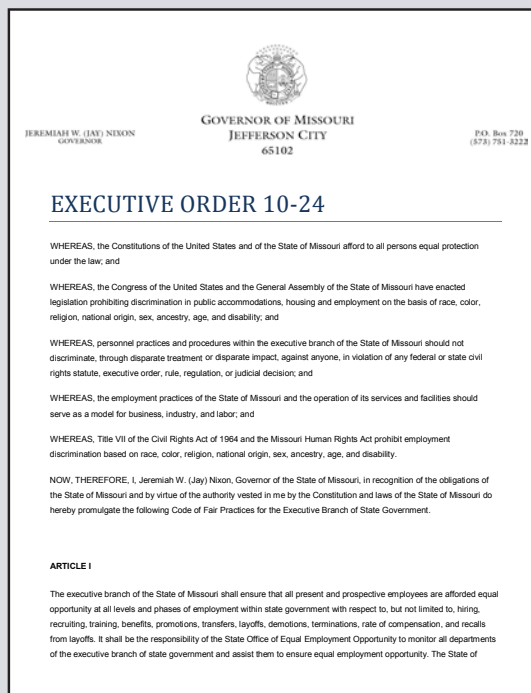 GOVERNOR OF MISSOURI
JEFFERSON CITY
65102
JEREMIAH W. (JAY) NIXON
GOVERNOR
P.O. Box 720
(573) 751-3222
EXECUTIVE ORDER 10-24
WHEREAS, the Constitutions of the United States and of the State of Missouri afford to all persons equal protection
under the law; and
WHEREAS, the Congress of the United States and the General Assembly of the State of Missouri have enacted
legislation prohibiting discrimination in public accommodations, housing and employment on the basis of race, color,
religion, national origin, sex, ancestry, age, and disability; and
WHEREAS, personnel practices and procedures within the executive branch of the State of Missouri should not
discriminate, through disparate treatment or disparate impact, against anyone, in violation of any federal or state civil
rights statute, executive order, rule, regulation, or judicial decision; and
WHEREAS, the employment practices of the State of Missouri and the operation of its services and facilities should
serve as a model for business, industry, and labor; and
WHEREAS, Title VII of the Civil Rights Act of 1964 and the Missouri Human Rights Act prohibit employment
discrimination based on race, color, religion, national origin, sex, ancestry, age, and disability.
NOW, THEREFORE, I, Jeremiah W. (Jay) Nixon, Governor of the State of Missouri, in recognition of the obligations of
the State of Missouri and by virtue of the authority vested in me by the Constitution and laws of the State of Missouri do
hereby promulgate the following Code of Fair Practices for the Executive Branch of State Government.
ARTICLE I
The executive branch of the State of Missouri shall ensure that all present and prospective employees are afforded equal
opportunity at all levels and phases of employment within state government with respect to, but not limited to, hiring,
recruiting, training, benefits, promotions, transfers, layoffs, demotions, terminations, rate of compensation, and recalls
from layoffs. It shall be the responsibility of the State Office of Equal Employment Opportunity to monitor all departments
of the executive branch of state government and assist them to ensure equal employment opportunity. The State of